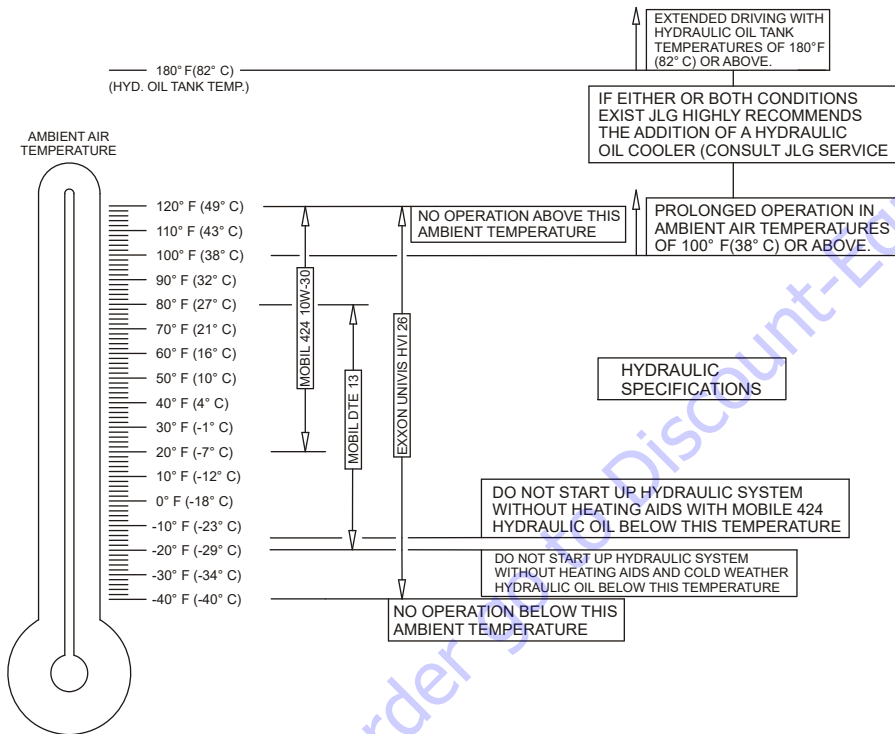 EXTENDED DRIVING WITH
HYDRAULIC OIL TANK
TEMPERATURES OF 180°F
(82° C) OR ABOVE.
180° F(82° C)
(HYD. OIL TANK TEMP.)
IF EITHER OR BOTH CONDITIONS
EXIST JLG HIGHLY RECOMMENDS
THE ADDITION OF A HYDRAULIC
OIL COOLER (CONSULT JLG SERVICE
AMBIENT AIR
TEMPERATURE
120° F (49° C)
110° F (43° C)
100° F (38° C)
90° F (32° C)
80° F (27° C)
70° F (21° C)
60° F (16° C)
50° F (10° C)
40° F (4° C)
30° F (-1° C)
20° F (-7° C)
10° F (-12° C)
0° F (-18° C)
-10° F (-23° C)
-20° F (-29° C)
-30° F (-34° C)
-40° F (-40° C)
MOBIL 424 10W-30
MOBIL DTE 13
EXXON UNIVIS HVI 26
NO OPERATION ABOVE THIS
AMBIENT TEMPERATURE
PROLONGED OPERATION IN
AMBIENT AIR TEMPERATURES
OF 100° F(38° C) OR ABOVE.
HYDRAULIC
SPECIFICATIONS
DO NOT START UP HYDRAULIC SYSTEM
WITHOUT HEATING AIDS WITH MOBILE 424
HYDRAULIC OIL BELOW THIS TEMPERATURE
DO NOT START UP HYDRAULIC SYSTEM
WITHOUT HEATING AIDS AND COLD WEATHER
HYDRAULIC OIL BELOW THIS TEMPERATURE
NO OPERATION BELOW THIS
AMBIENT TEMPERATURE
rder go to Discount-Equ